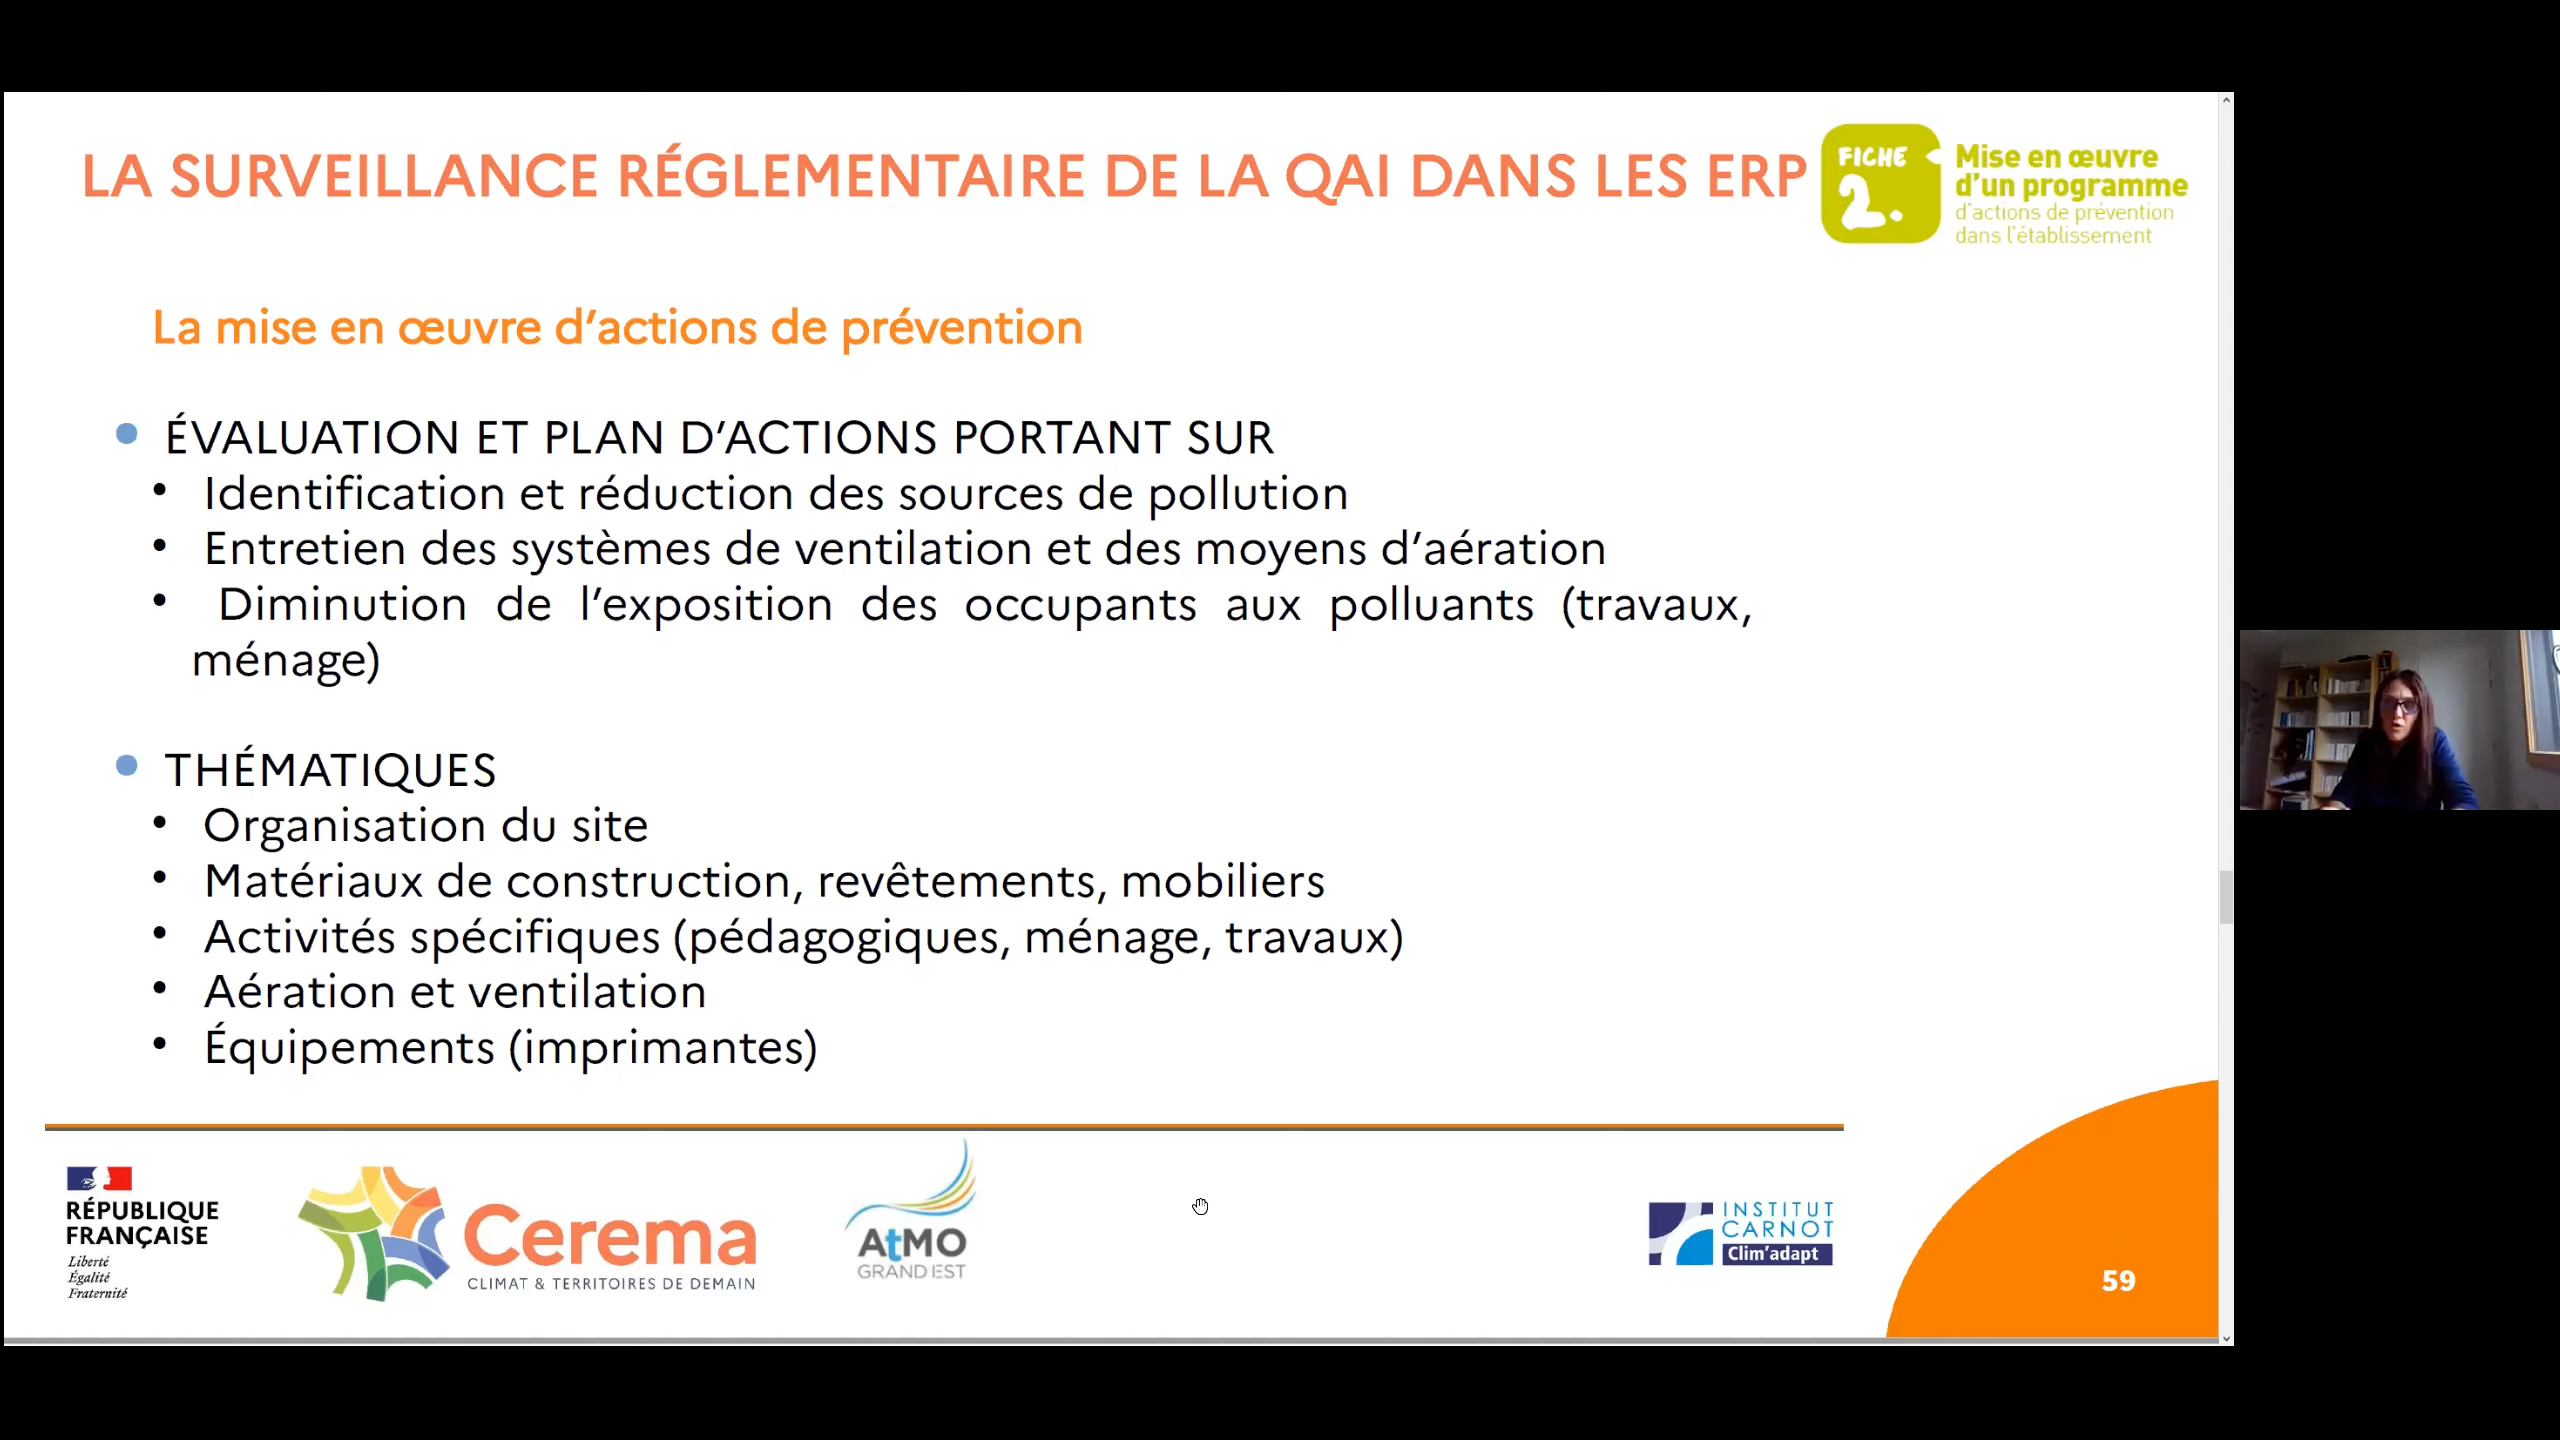 LA SURVEILLANCE RÉGLEMENTAIRE DE LA QAI DANS LES ERP
FICHE
2.
Mise en œuvre
d'un programme
d'actions de prévention
dans l'établissement
La mise en œuvre d’actions de prévention
• ÉVALUATION ET PLAN D’ACTIONS PORTANT SUR
• Identification et réduction des sources de pollution
• Entretien des systèmes de ventilation et des moyens d’aération
• Diminution de l’exposition des occupants aux polluants (travaux,
ménage)
• THÉMATIQUES
• Organisation du site
• Matériaux de construction, revêtements, mobiliers
• Activités spécifiques (pédagogiques, ménage, travaux)
• Aération et ventilation
• Équipements (imprimantes)
RÉPUBLIQUE
FRANÇAISE
Liberté
Égalité
Fraternité
Cerema
CLIMAT & TERRITOIRES DE DEMAIN
AtMO
GRAND EST
INSTITUT
CARNOT
Clim'adapt
59